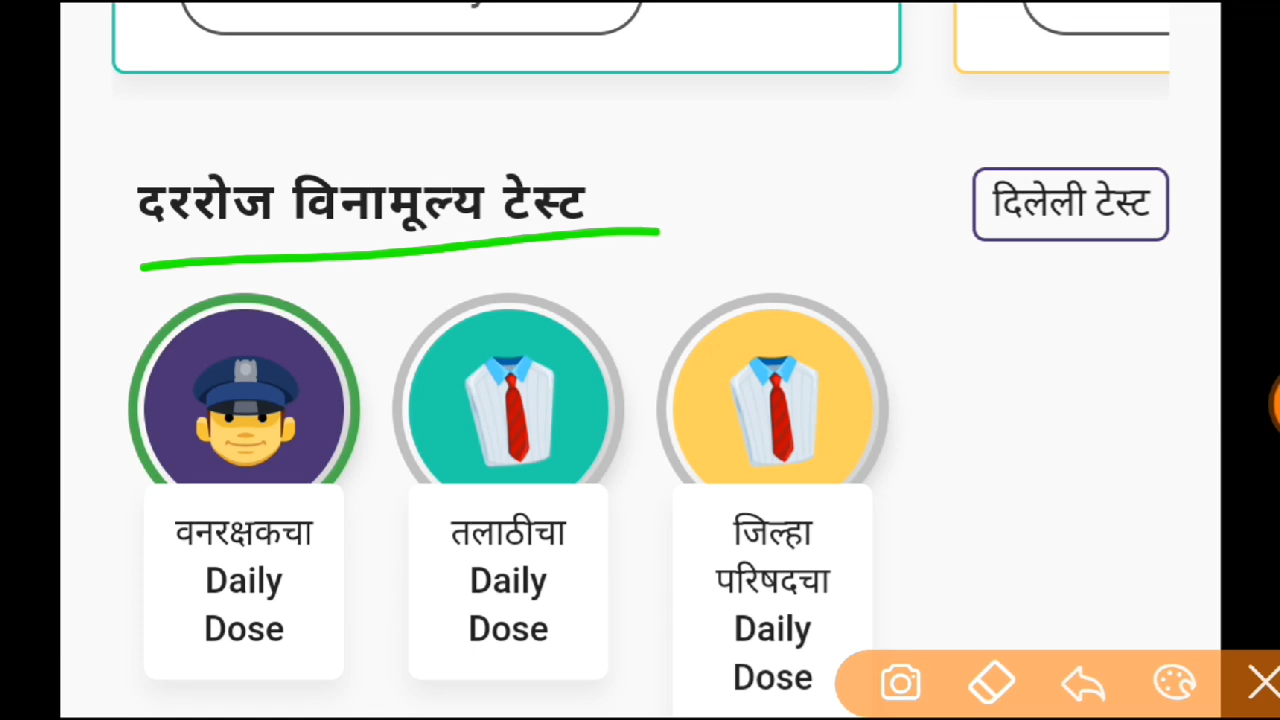 दररोज विनामूल्य टेस्ट
दिलेली टेस्ट
वनरक्षकचा
Daily
Dose
तलाठीचा
Daily
Dose
जिल्हा
परिषदचा
Daily
Dose